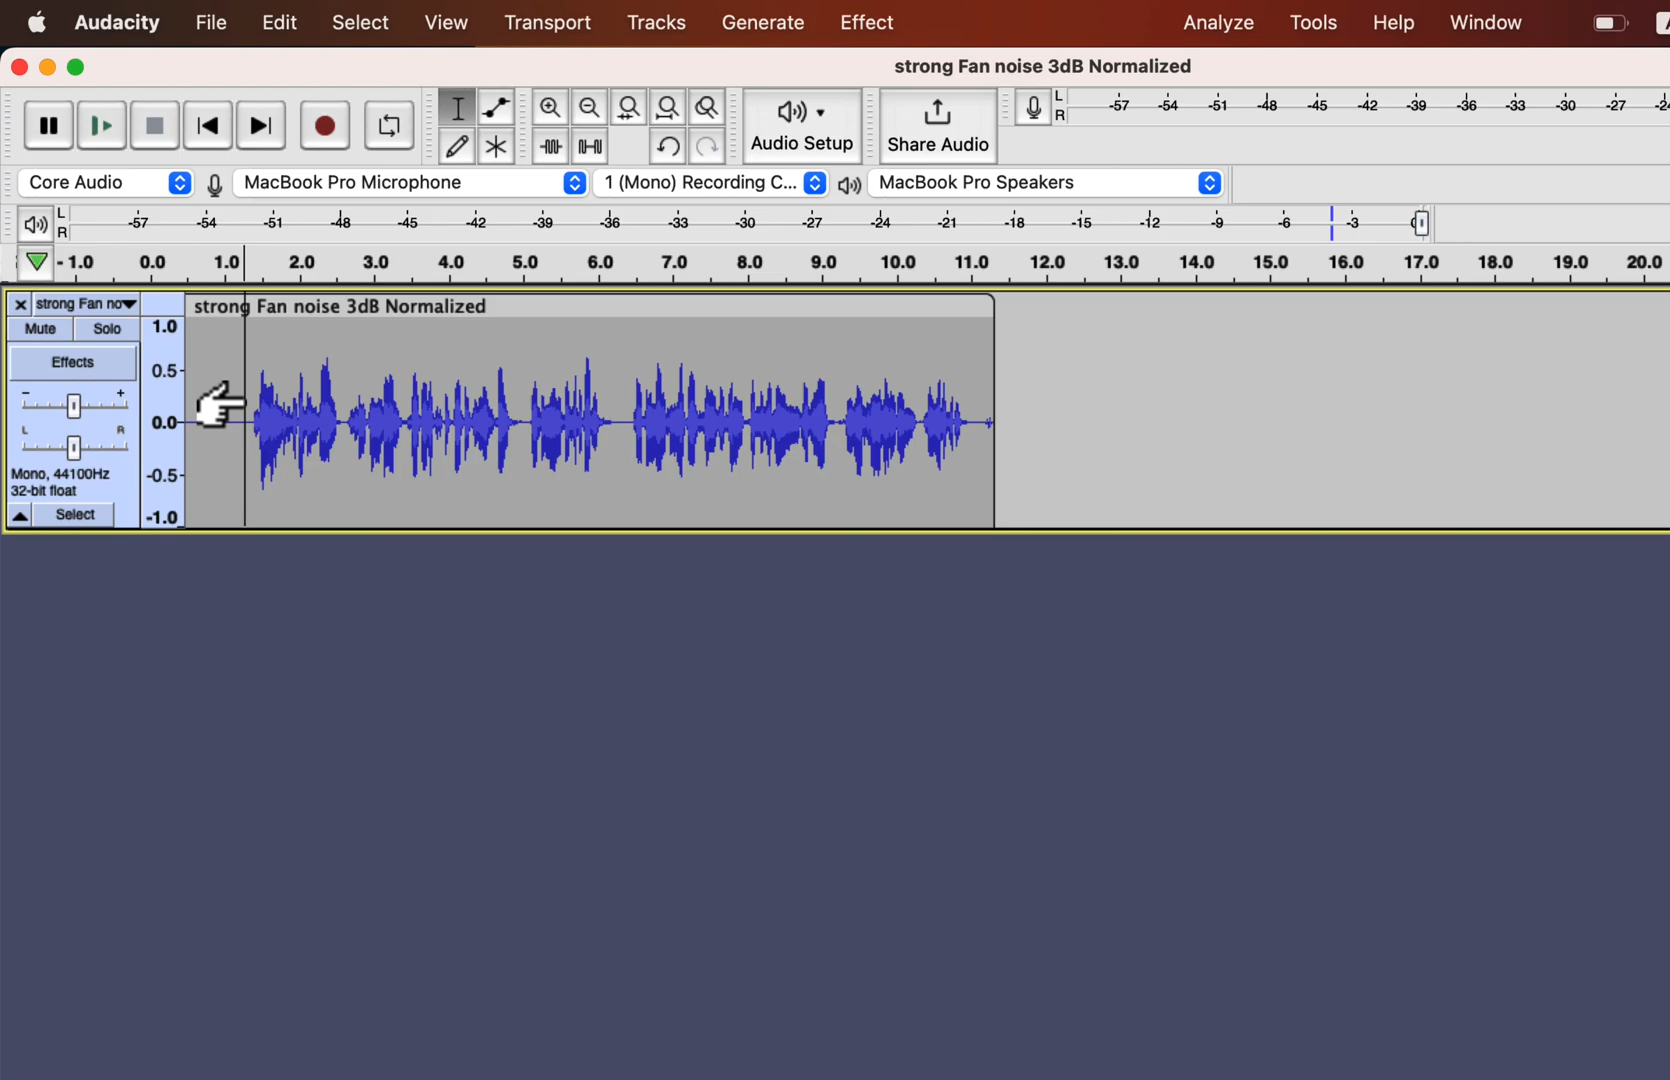 Audacity File Edit Select View Transport Tracks Generate Effect Analyze Tools Help Window
strong Fan noise 3dB Normalized
L
R
-57 -54 -51 -48 -45 -42 -39 -36 -33 -30 -27
Audio Setup
Share Audio
Core Audio MacBook Pro Microphone 1 (Mono) Recording C... MacBook Pro Speakers
L
R
-57 -54 -51 -48 -45 -42 -39 -36 -33 -30 -27 -24 -21 -18 -15 -12 -9 -6 -3
-1.0 0.0 1.0 2.0 3.0 4.0 5.0 6.0 7.0 8.0 9.0 10.0 11.0 12.0 13.0 14.0 15.0 16.0 17.0 18.0 19.0 20.0
strong Fan no
strong Fan noise 3dB Normalized
Mute Solo
Effects
- +
L R
Mono, 44100Hz
32-bit float
Select
1.0
0.5
0.0
-0.5
-1.0